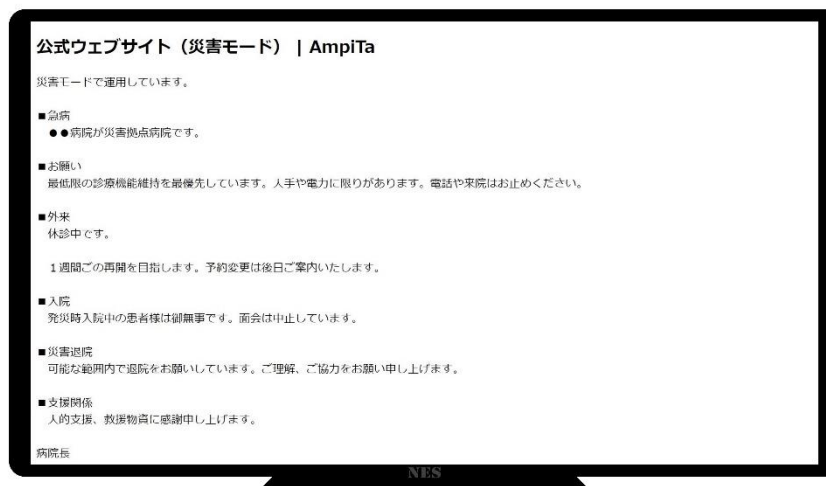 公式ウェブサイト（災害モード） | AmpiTa
災害モードで運用しています。
■急病
●●病院が災害拠点病院です。
■お願い
最低限の診療機能維持を最優先しています。人手や電力に限りがあります。電話や来院はお止めください。
■外来
休診中です。
１週間ごの再開を目指します。予約変更は後日ご案内いたします。
■入院
発災時入院中の患者様は御無事です。面会は中止しています。
■災害退院
可能な範囲内で退院をお願いしています。ご理解、ご協力をお願い申し上げます。
■支援関係
人的支援、救援物資に感謝申し上げます。
病院長
NES